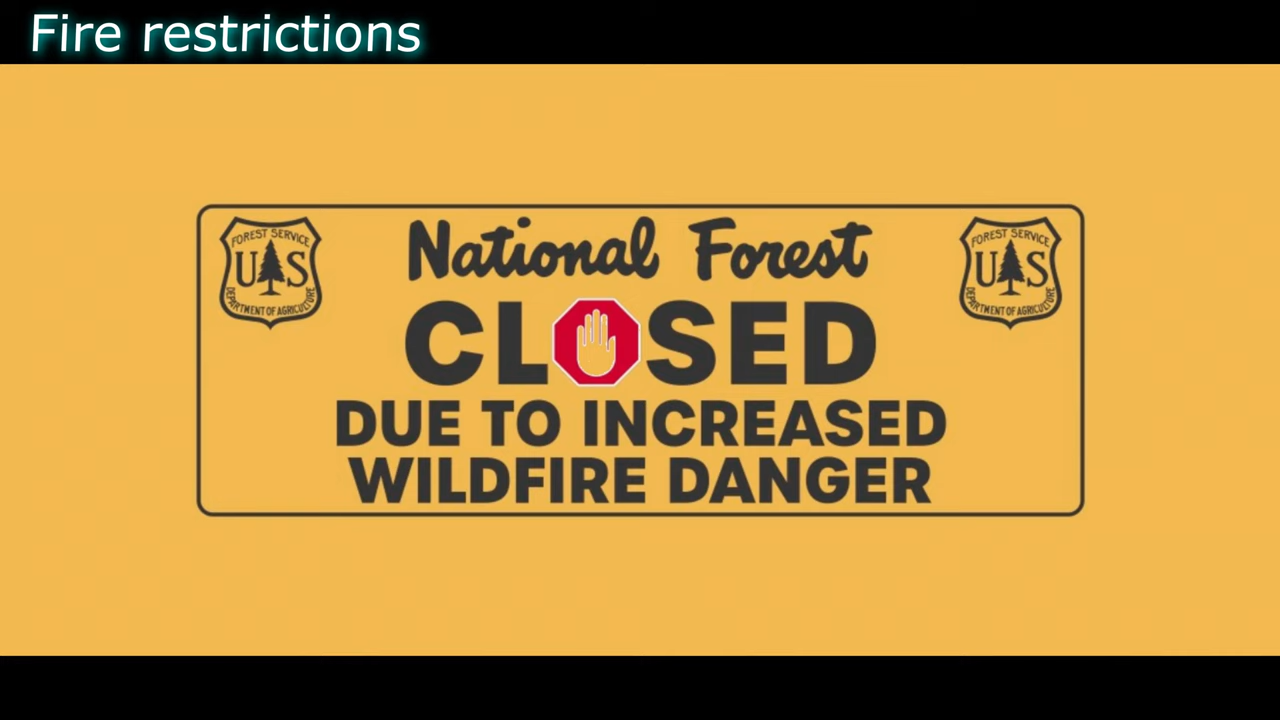 Fire restrictions
National Forest
CLOSED
DUE TO INCREASED
WILDFIRE DANGER
FOREST SERVICE
U S
DEPARTMENT OF AGRICULTURE
FOREST SERVICE
U S
DEPARTMENT OF AGRICULTURE